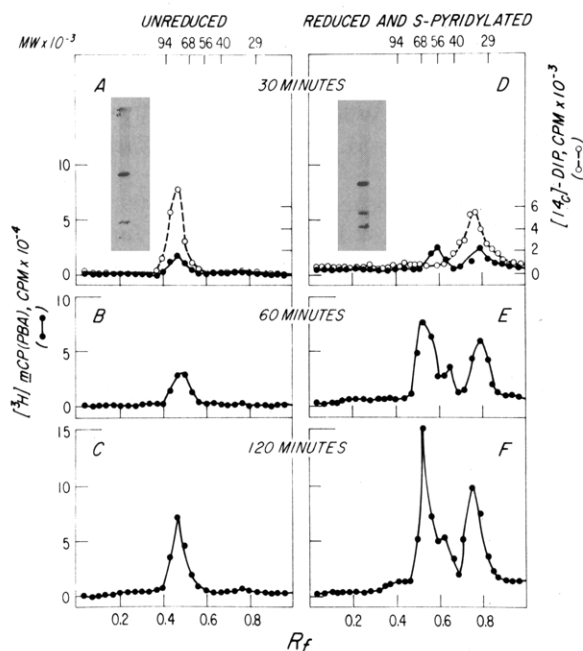 UNREDUCED
REDUCED AND S-PYRIDYLATED
MW x 10⁻³
94 68 56 40 29
94 68 56 40 29
A
30 MINUTES
D
10
5
0
6
4
2
0
B
60 MINUTES
E
10
5
0
C
120 MINUTES
F
15
10
5
0
0.2 0.4 0.6 0.8
0.2 0.4 0.6 0.8
Rf
[³H] mCP(PBA), CPM x 10⁻⁴
(●—●)
[14c]-DIP, CPM x 10⁻³
(○--○)